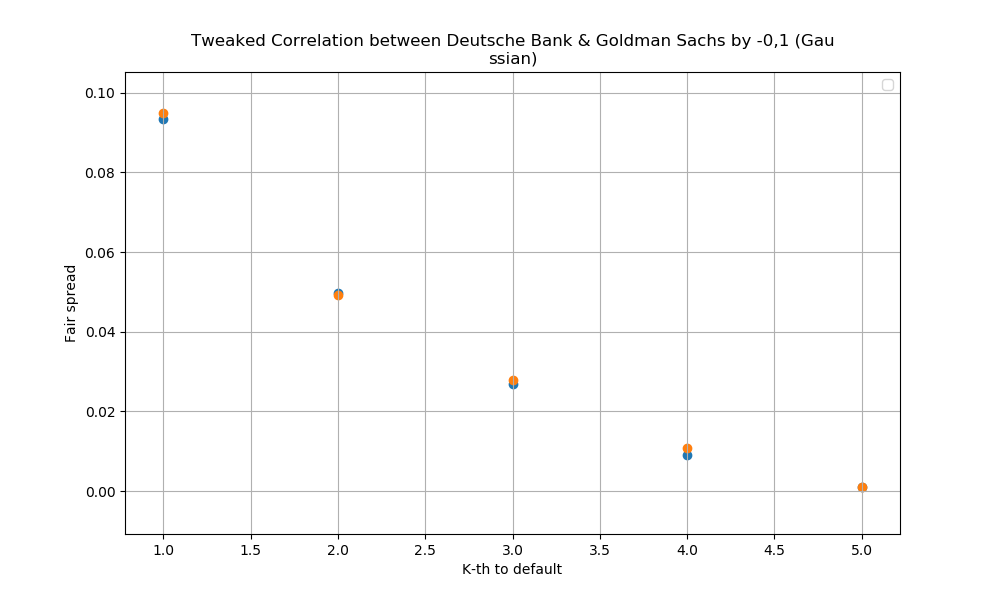 Tweaked Correlation between Deutsche Bank & Goldman Sachs by -0,1 (Gau
ssian)
0.10
0.08
0.06
0.04
0.02
0.00
Fair spread
1.0 1.5 2.0 2.5 3.0 3.5 4.0 4.5 5.0
K-th to default